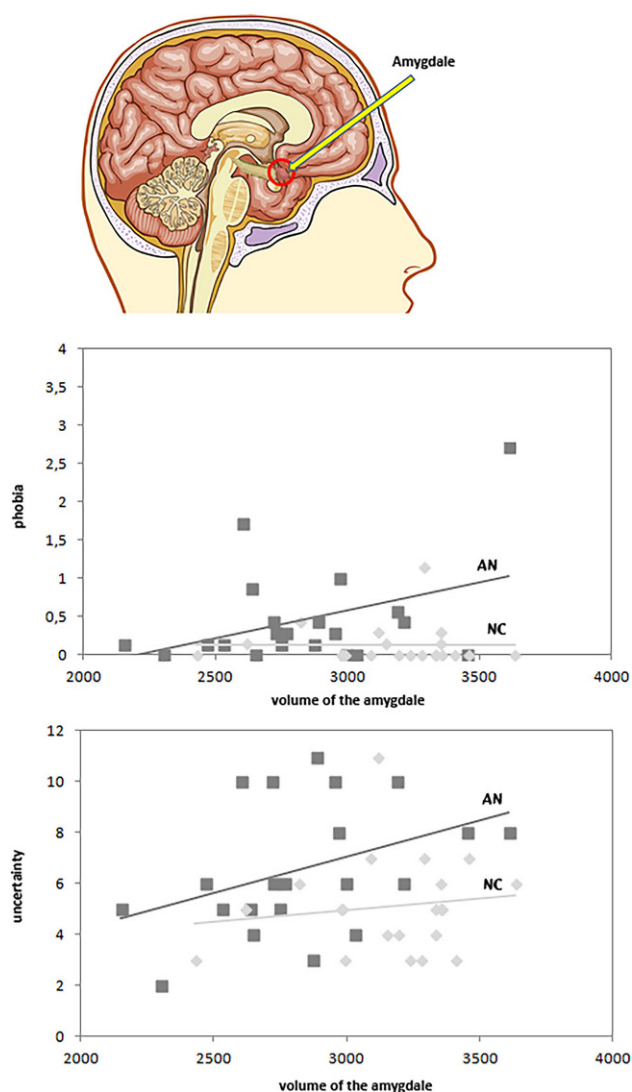 Amygdale
4
3,5
3
2,5
2
1,5
1
0,5
0
phobia
AN
NC
2000 2500 3000 3500 4000
volume of the amygdale
12
10
8
6
4
2
0
uncertainty
AN
NC
2000 2500 3000 3500 4000
volume of the amygdale